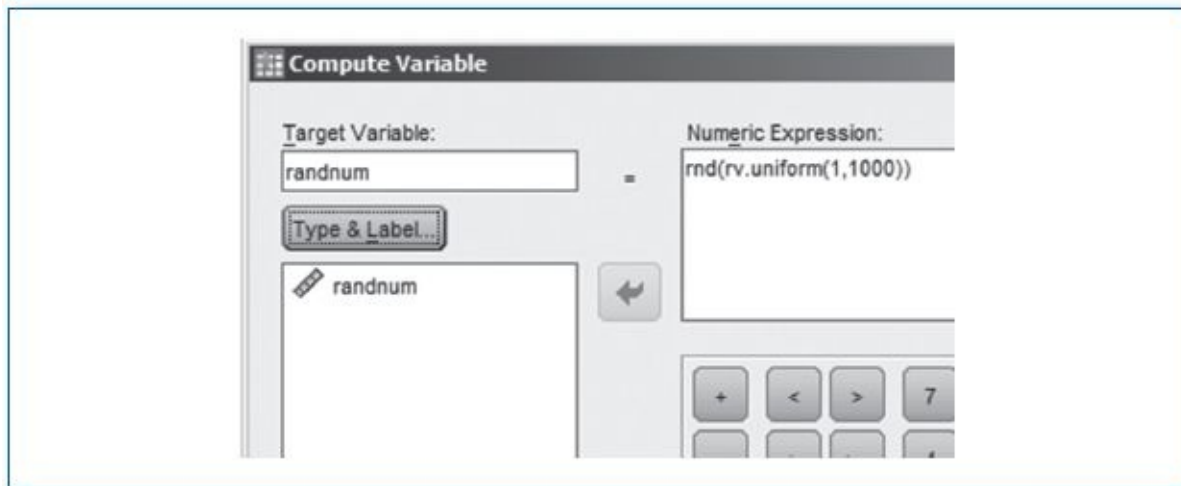 Compute Variable
Target Variable:
randnum
Type & Label...
randnum
=
Numeric Expression:
rnd(rv.uniform(1,1000))
+ < > 7